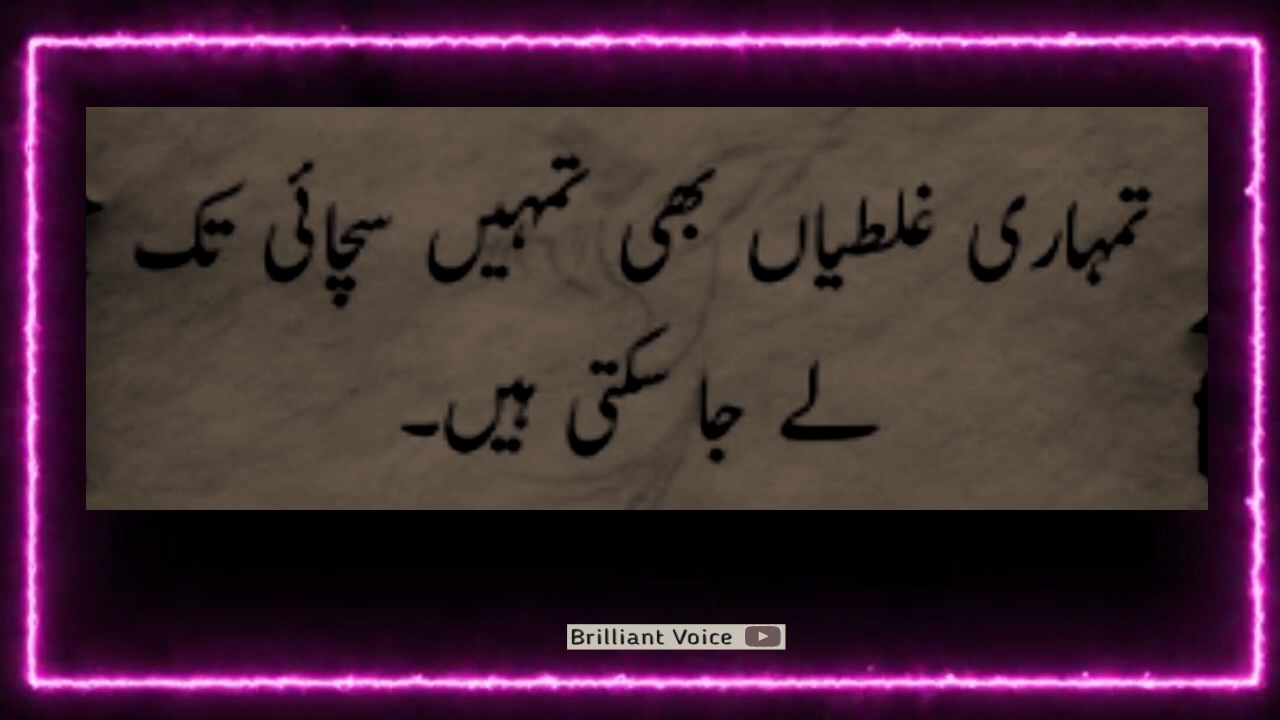 تمہاری غلطیاں بھی تمہیں سچائی تک
لے جا سکتی ہیں۔
Brilliant Voice